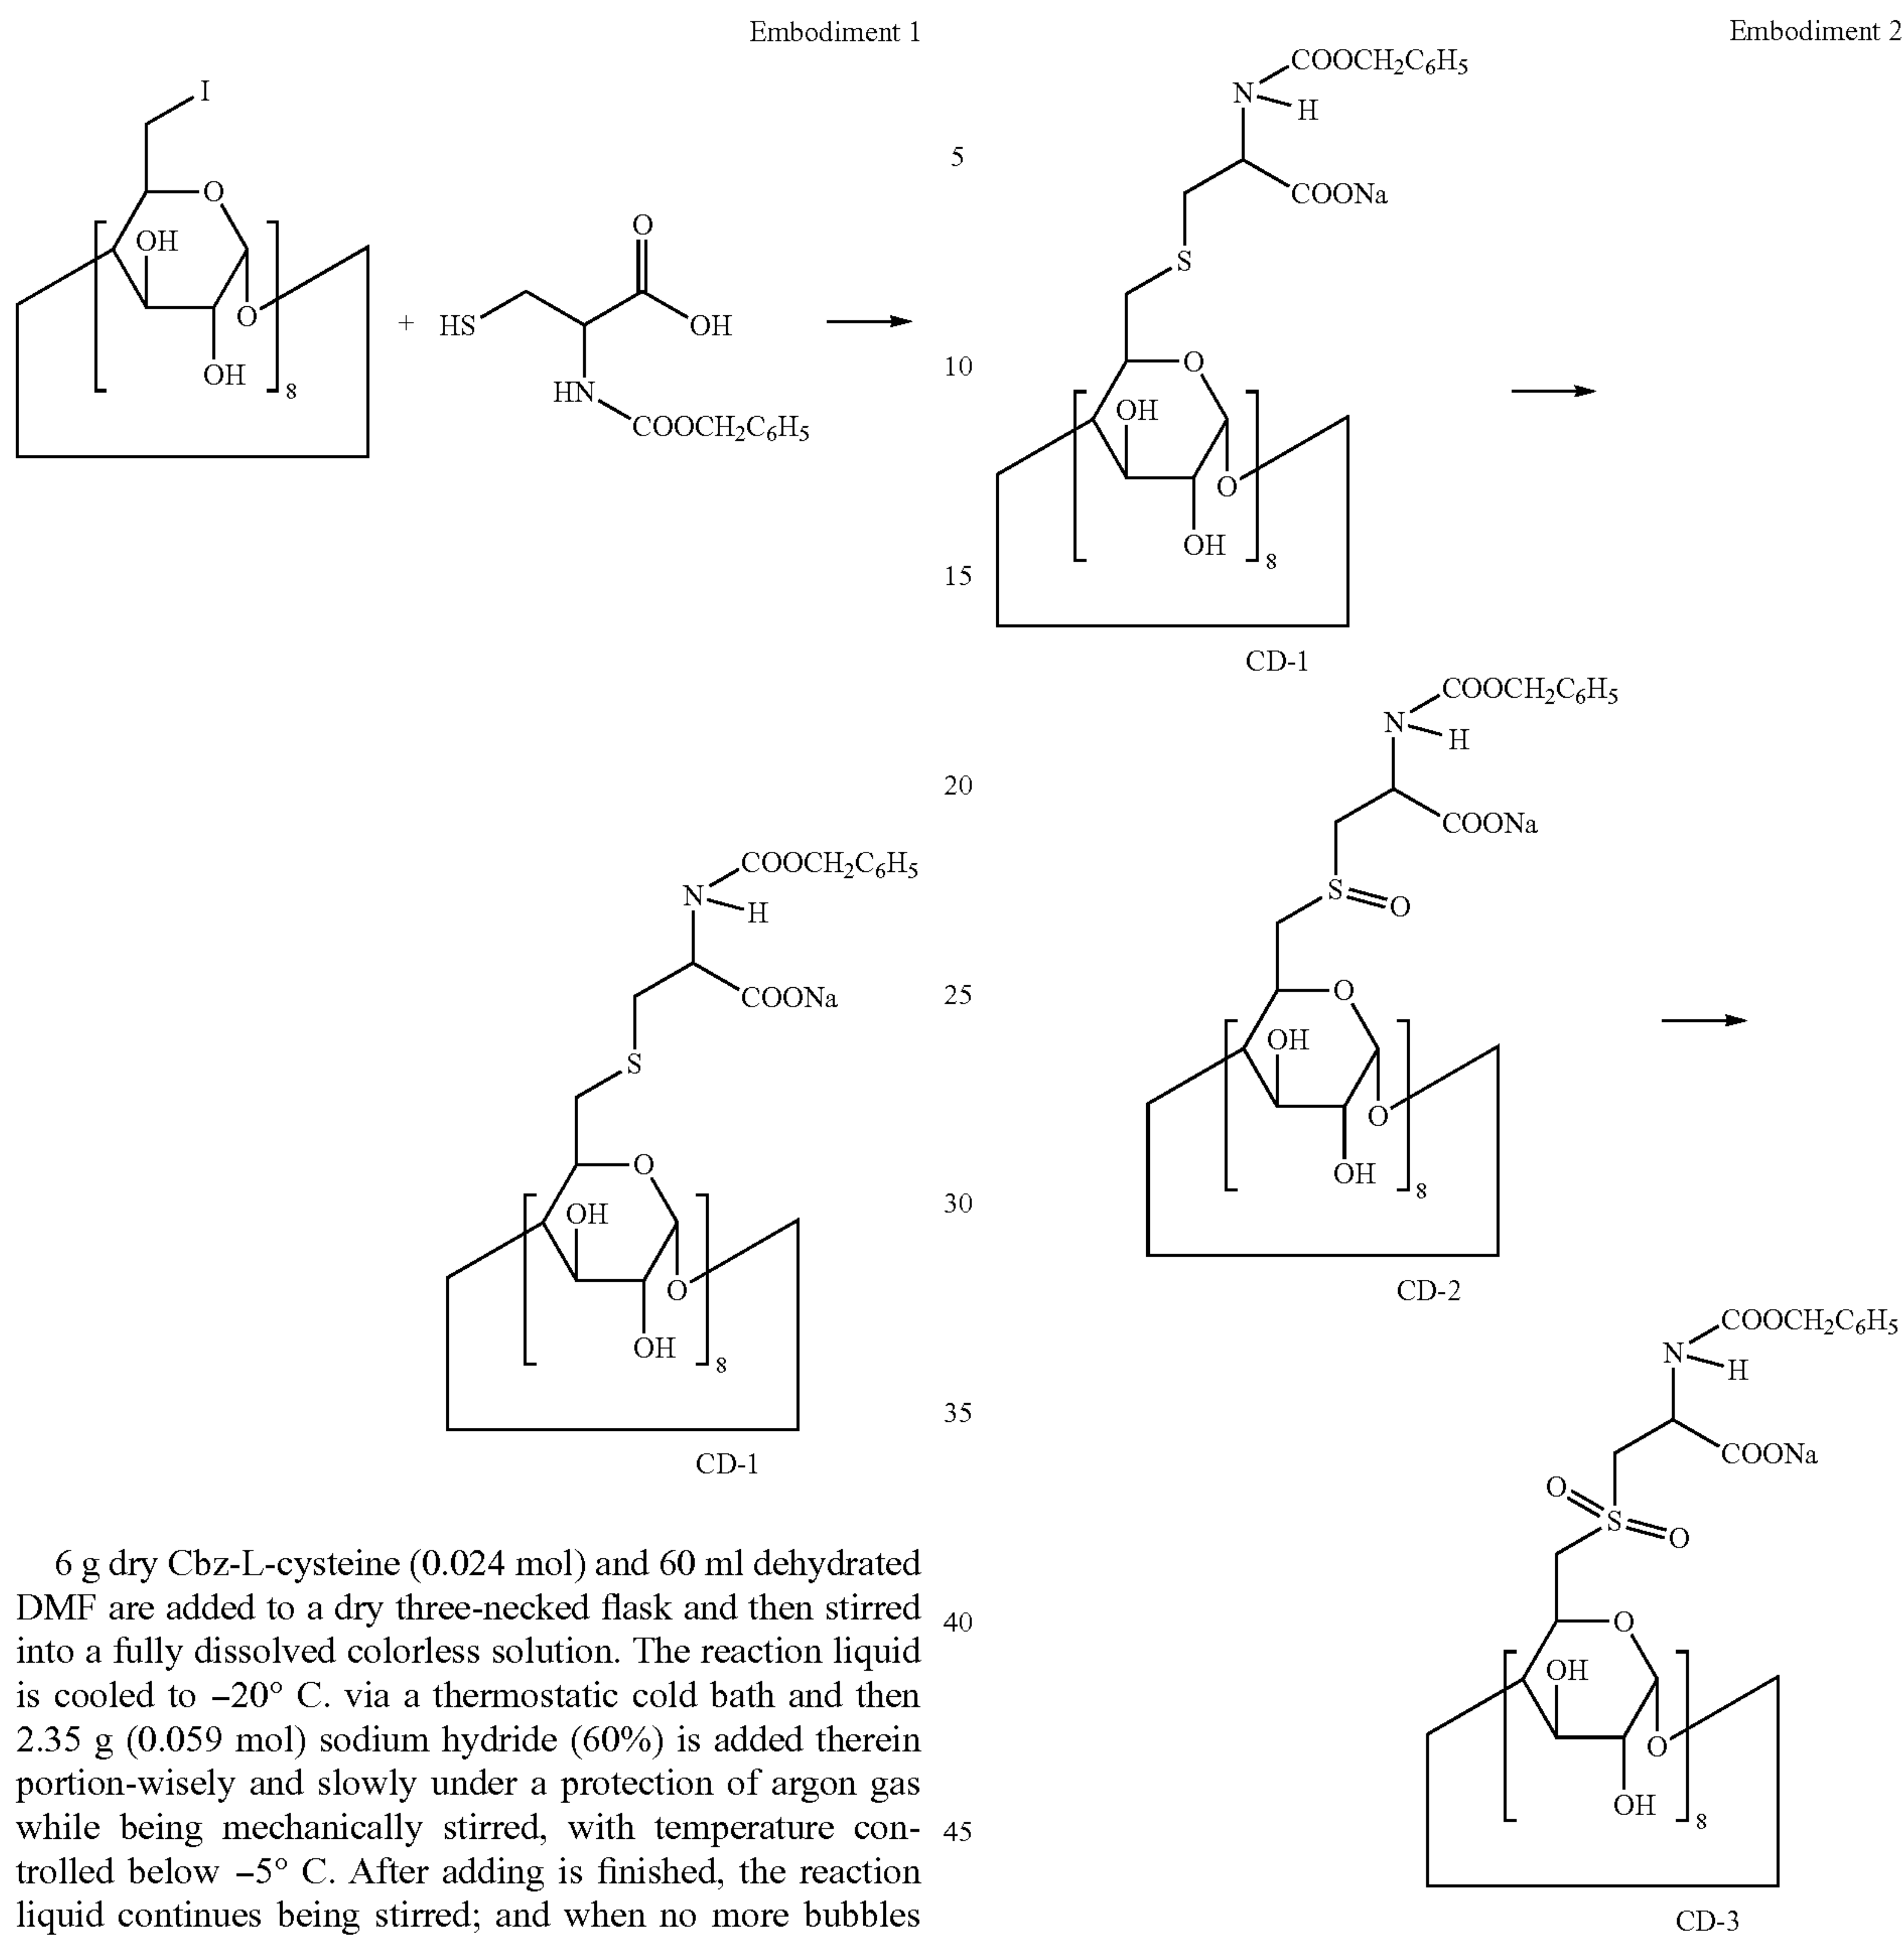 Embodiment 1
I
O
OH
O
OH
8
+
HS
O
OH
HN
COOCH2C6H5
COOCH2C6H5
N
H
COONa
S
O
OH
O
OH
8
CD-1
6 g dry Cbz-L-cysteine (0.024 mol) and 60 ml dehydrated
DMF are added to a dry three-necked flask and then stirred
into a fully dissolved colorless solution. The reaction liquid
is cooled to −20° C. via a thermostatic cold bath and then
2.35 g (0.059 mol) sodium hydride (60%) is added therein
portion-wisely and slowly under a protection of argon gas
while being mechanically stirred, with temperature con-
trolled below −5° C. After adding is finished, the reaction
liquid continues being stirred; and when no more bubbles
5
10
15
20
25
30
35
40
45
Embodiment 2
COOCH2C6H5
N
H
COONa
S
O
OH
O
OH
8
CD-1
COOCH2C6H5
N
H
COONa
S
O
O
OH
O
OH
8
CD-2
COOCH2C6H5
N
H
COONa
O
S
O
O
OH
O
OH
8
CD-3